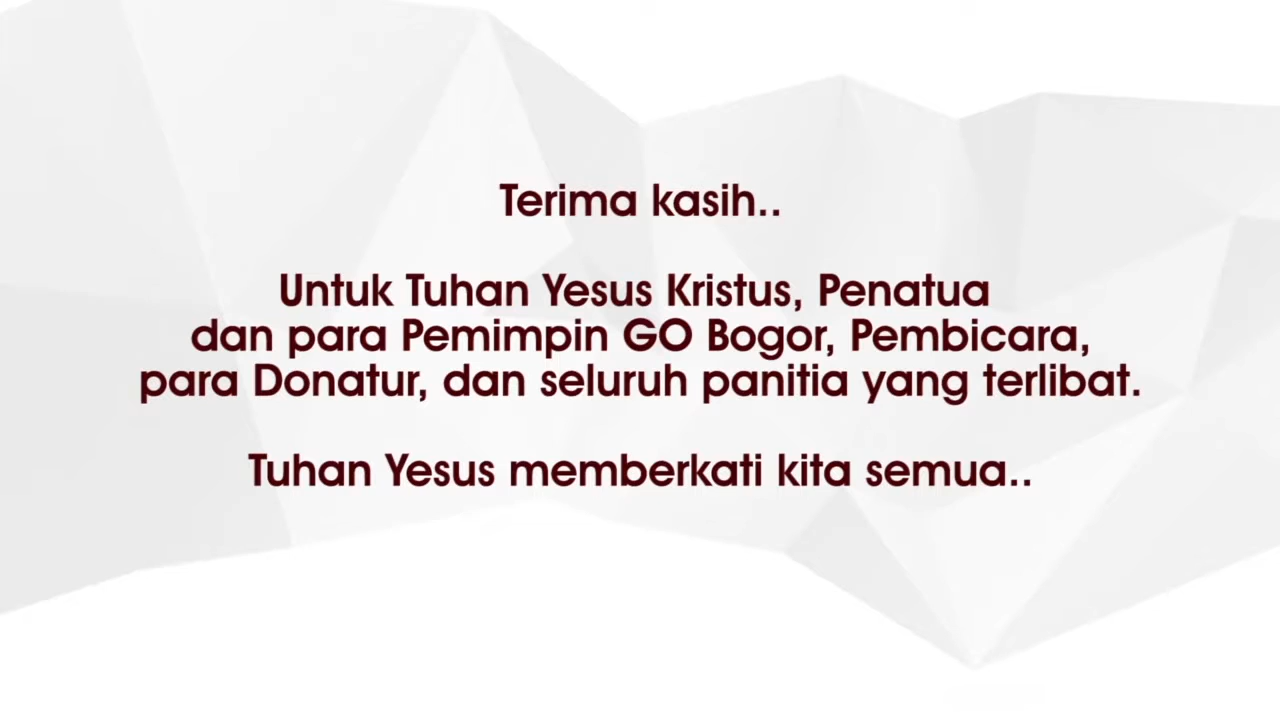 Terima kasih..
Untuk Tuhan Yesus Kristus, Penatua
dan para Pemimpin GO Bogor, Pembicara,
para Donatur, dan seluruh panitia yang terlibat.
Tuhan Yesus memberkati kita semua..